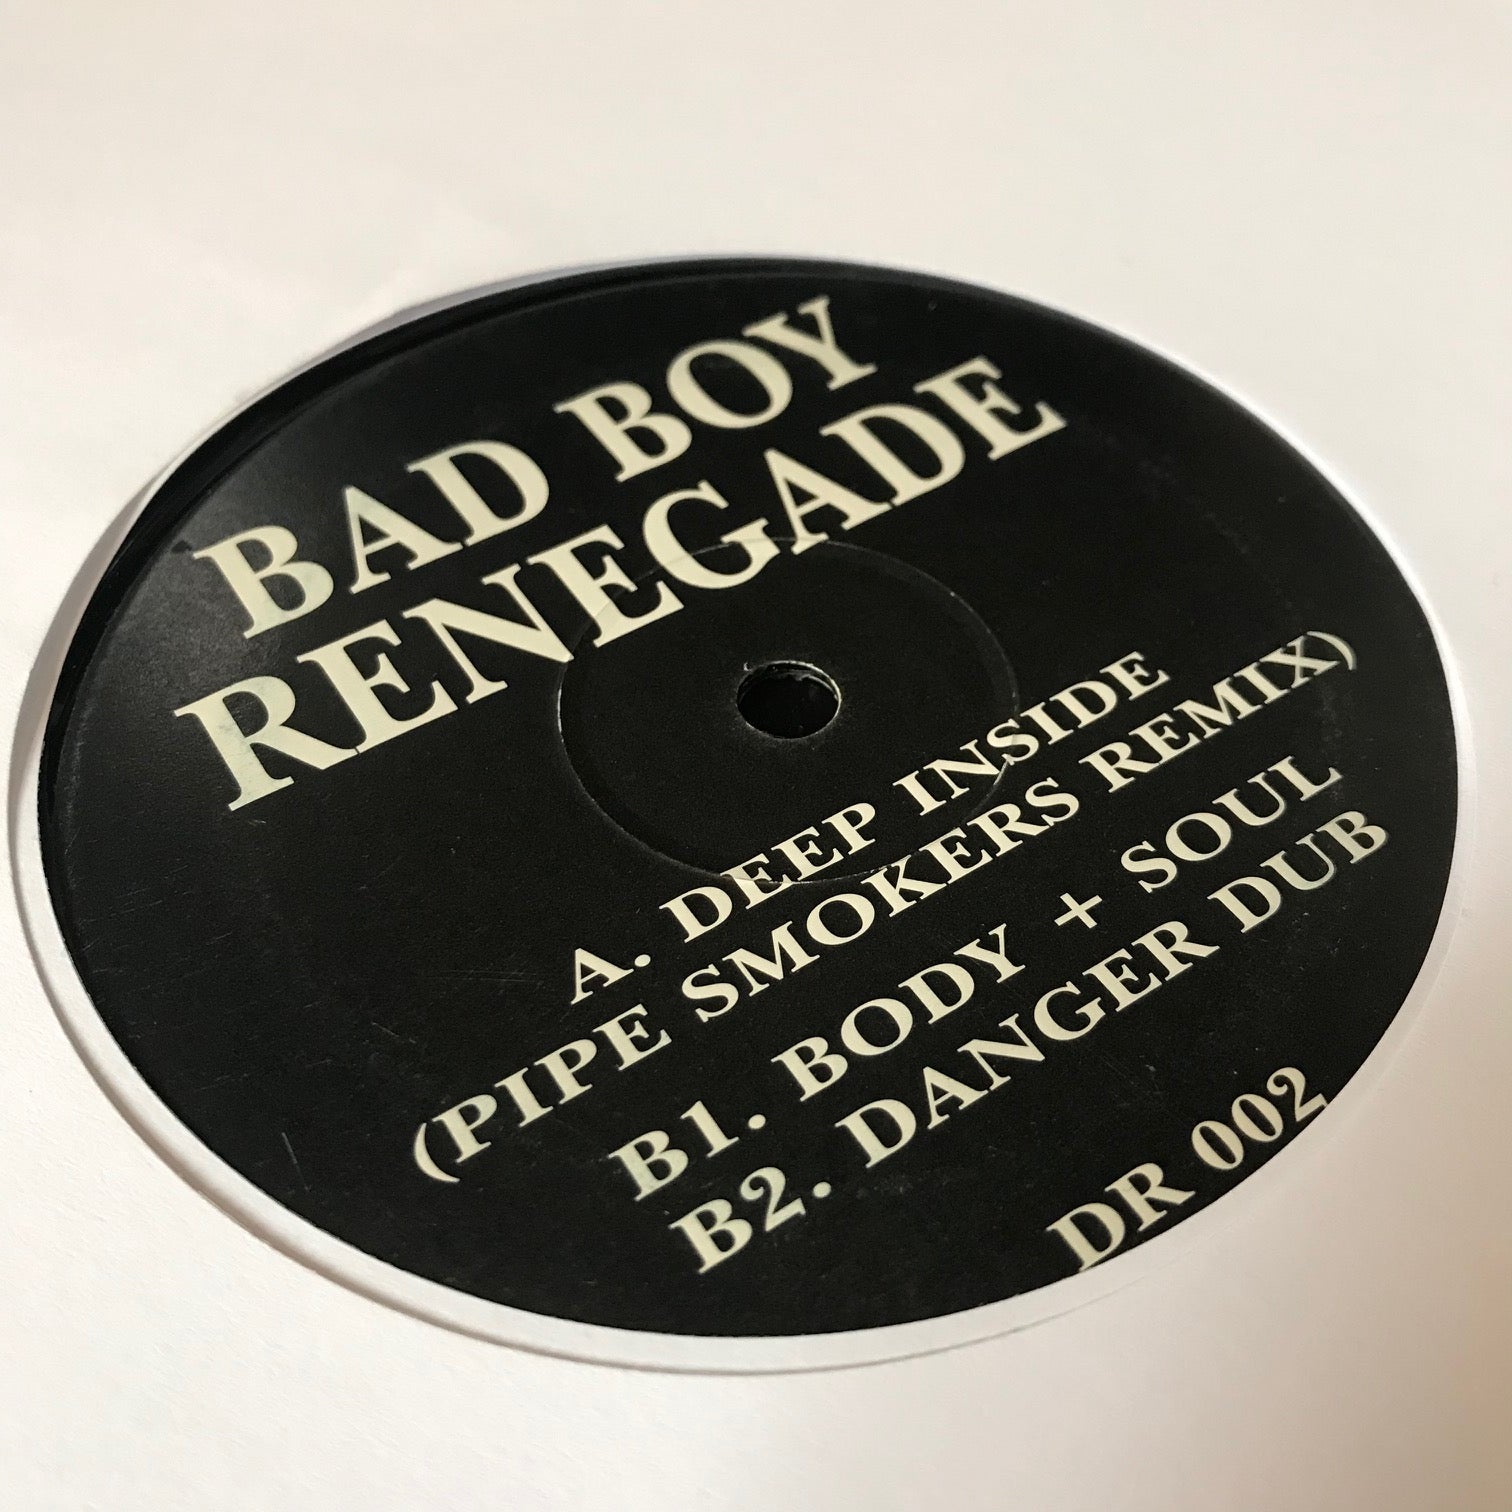 BAD BOY
RENEGADE
A. DEEP INSIDE
(PIPE SMOKERS REMIX)
B1. BODY + SOUL
B2. DANGER DUB
DR 002